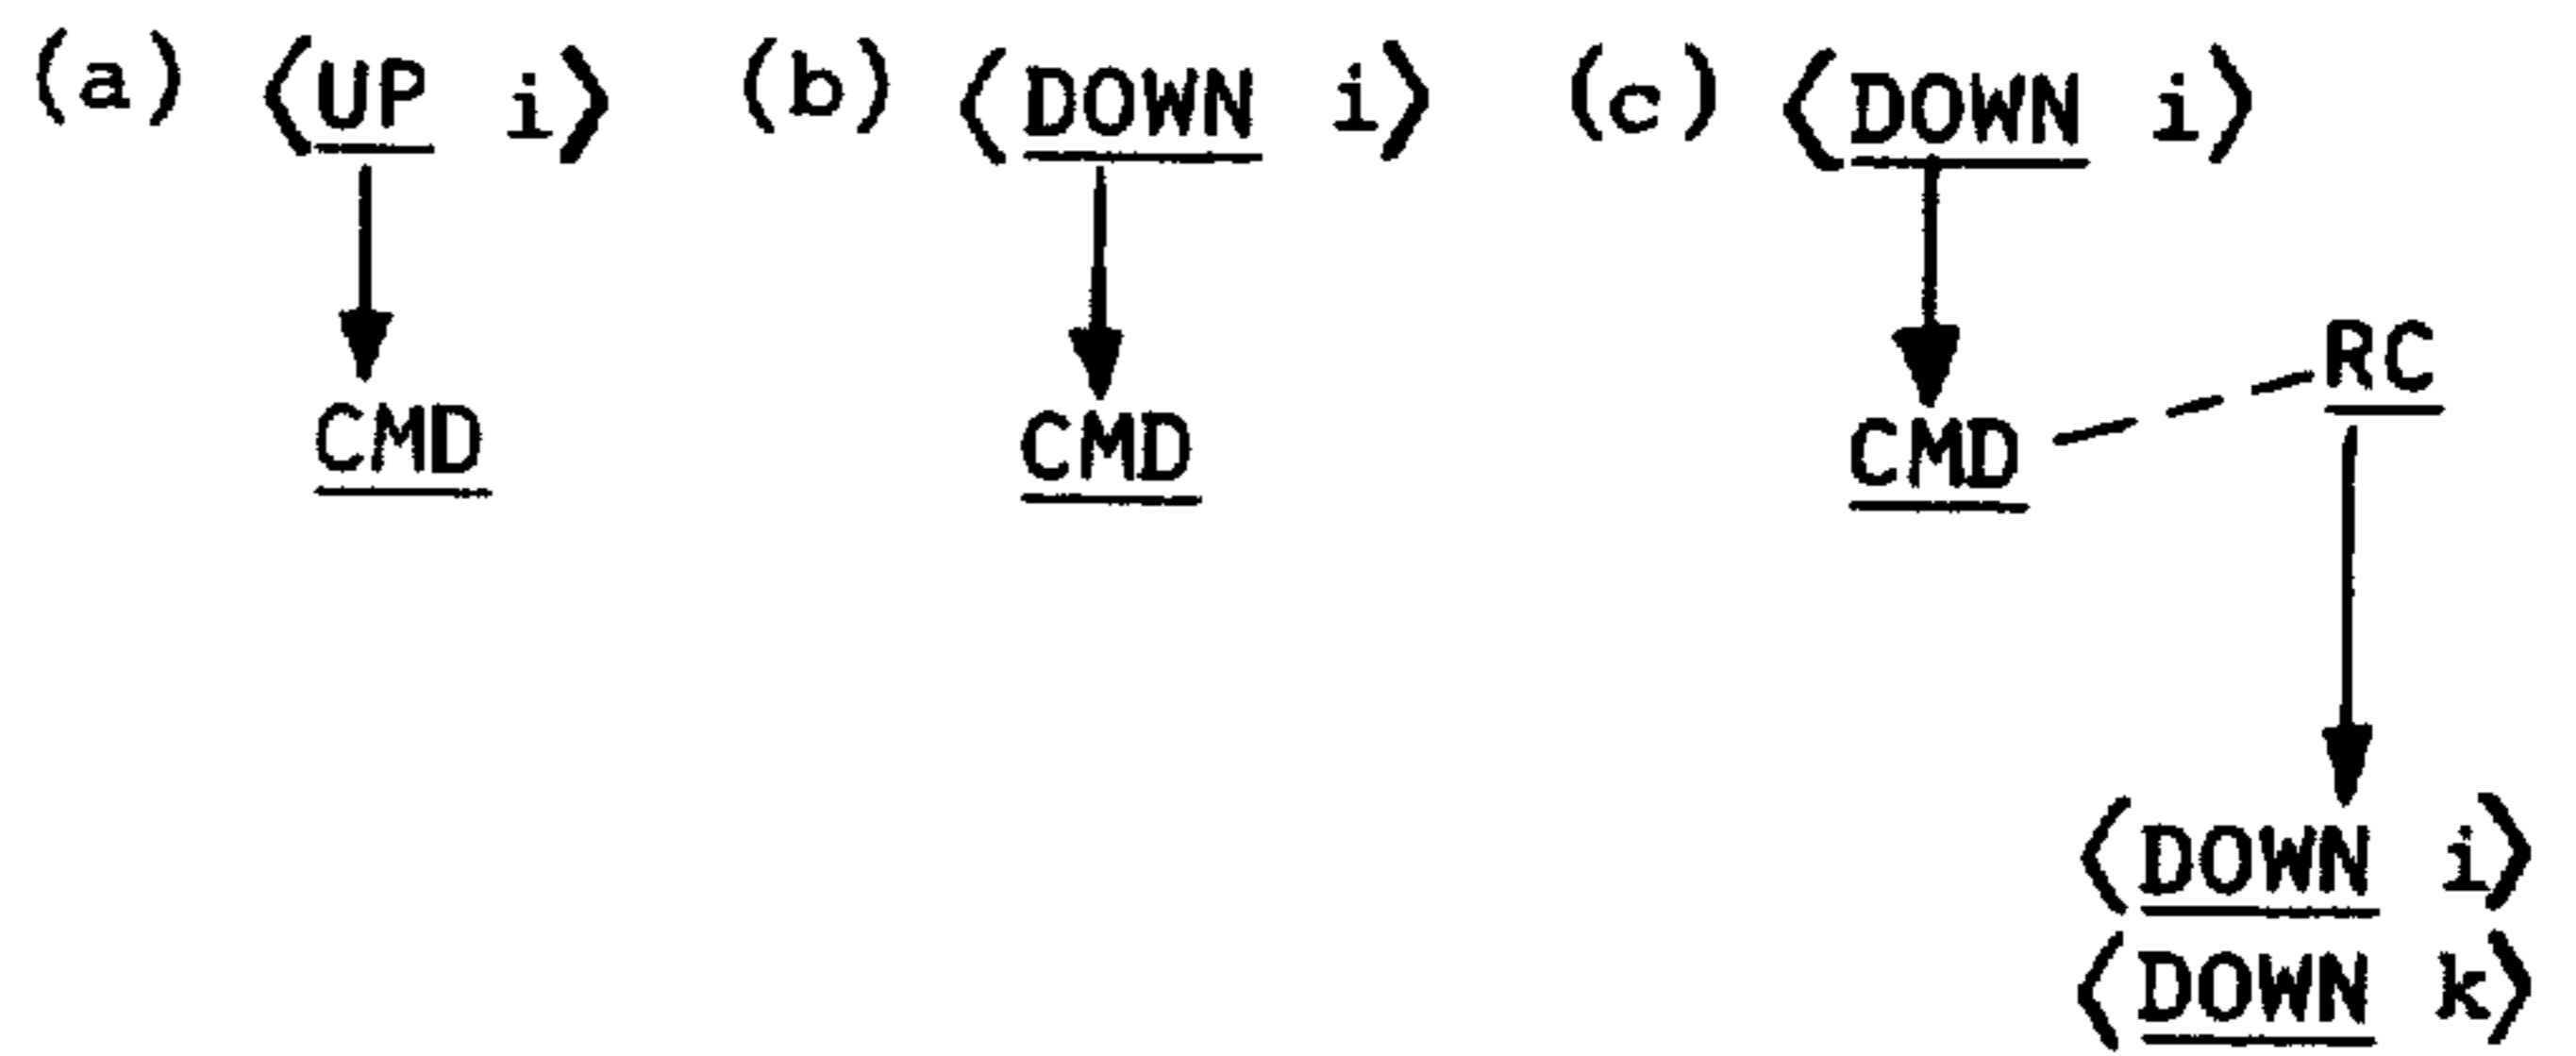 (a) ⟨UP i⟩ (b) ⟨DOWN i⟩ (c) ⟨DOWN i⟩
RC
CMD CMD CMD
⟨DOWN i⟩
⟨DOWN k⟩